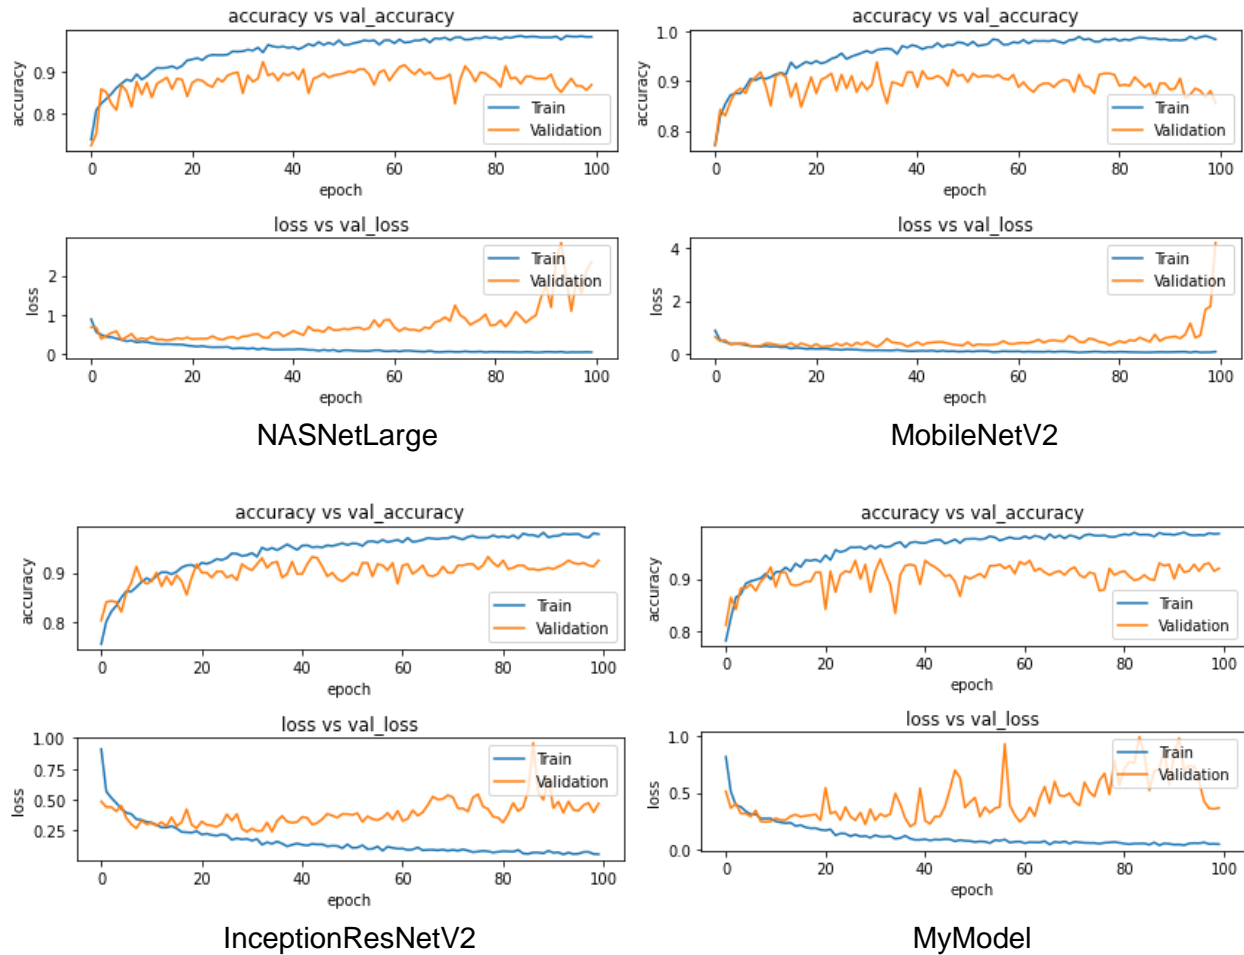 accuracy vs val_accuracy
accuracy
0.9
0.8
Train
Validation
0 20 40 60 80 100
epoch
loss vs val_loss
loss
2
1
0
Train
Validation
0 20 40 60 80 100
epoch
NASNetLarge
accuracy vs val_accuracy
accuracy
1.0
0.9
0.8
Train
Validation
0 20 40 60 80 100
epoch
loss vs val_loss
loss
4
2
0
Train
Validation
0 20 40 60 80 100
epoch
MobileNetV2
accuracy vs val_accuracy
accuracy
0.9
0.8
Train
Validation
0 20 40 60 80 100
epoch
loss vs val_loss
loss
1.00
0.75
0.50
0.25
Train
Validation
0 20 40 60 80 100
epoch
InceptionResNetV2
accuracy vs val_accuracy
accuracy
0.9
0.8
Train
Validation
0 20 40 60 80 100
epoch
loss vs val_loss
loss
1.0
0.5
0.0
Train
Validation
0 20 40 60 80 100
epoch
MyModel